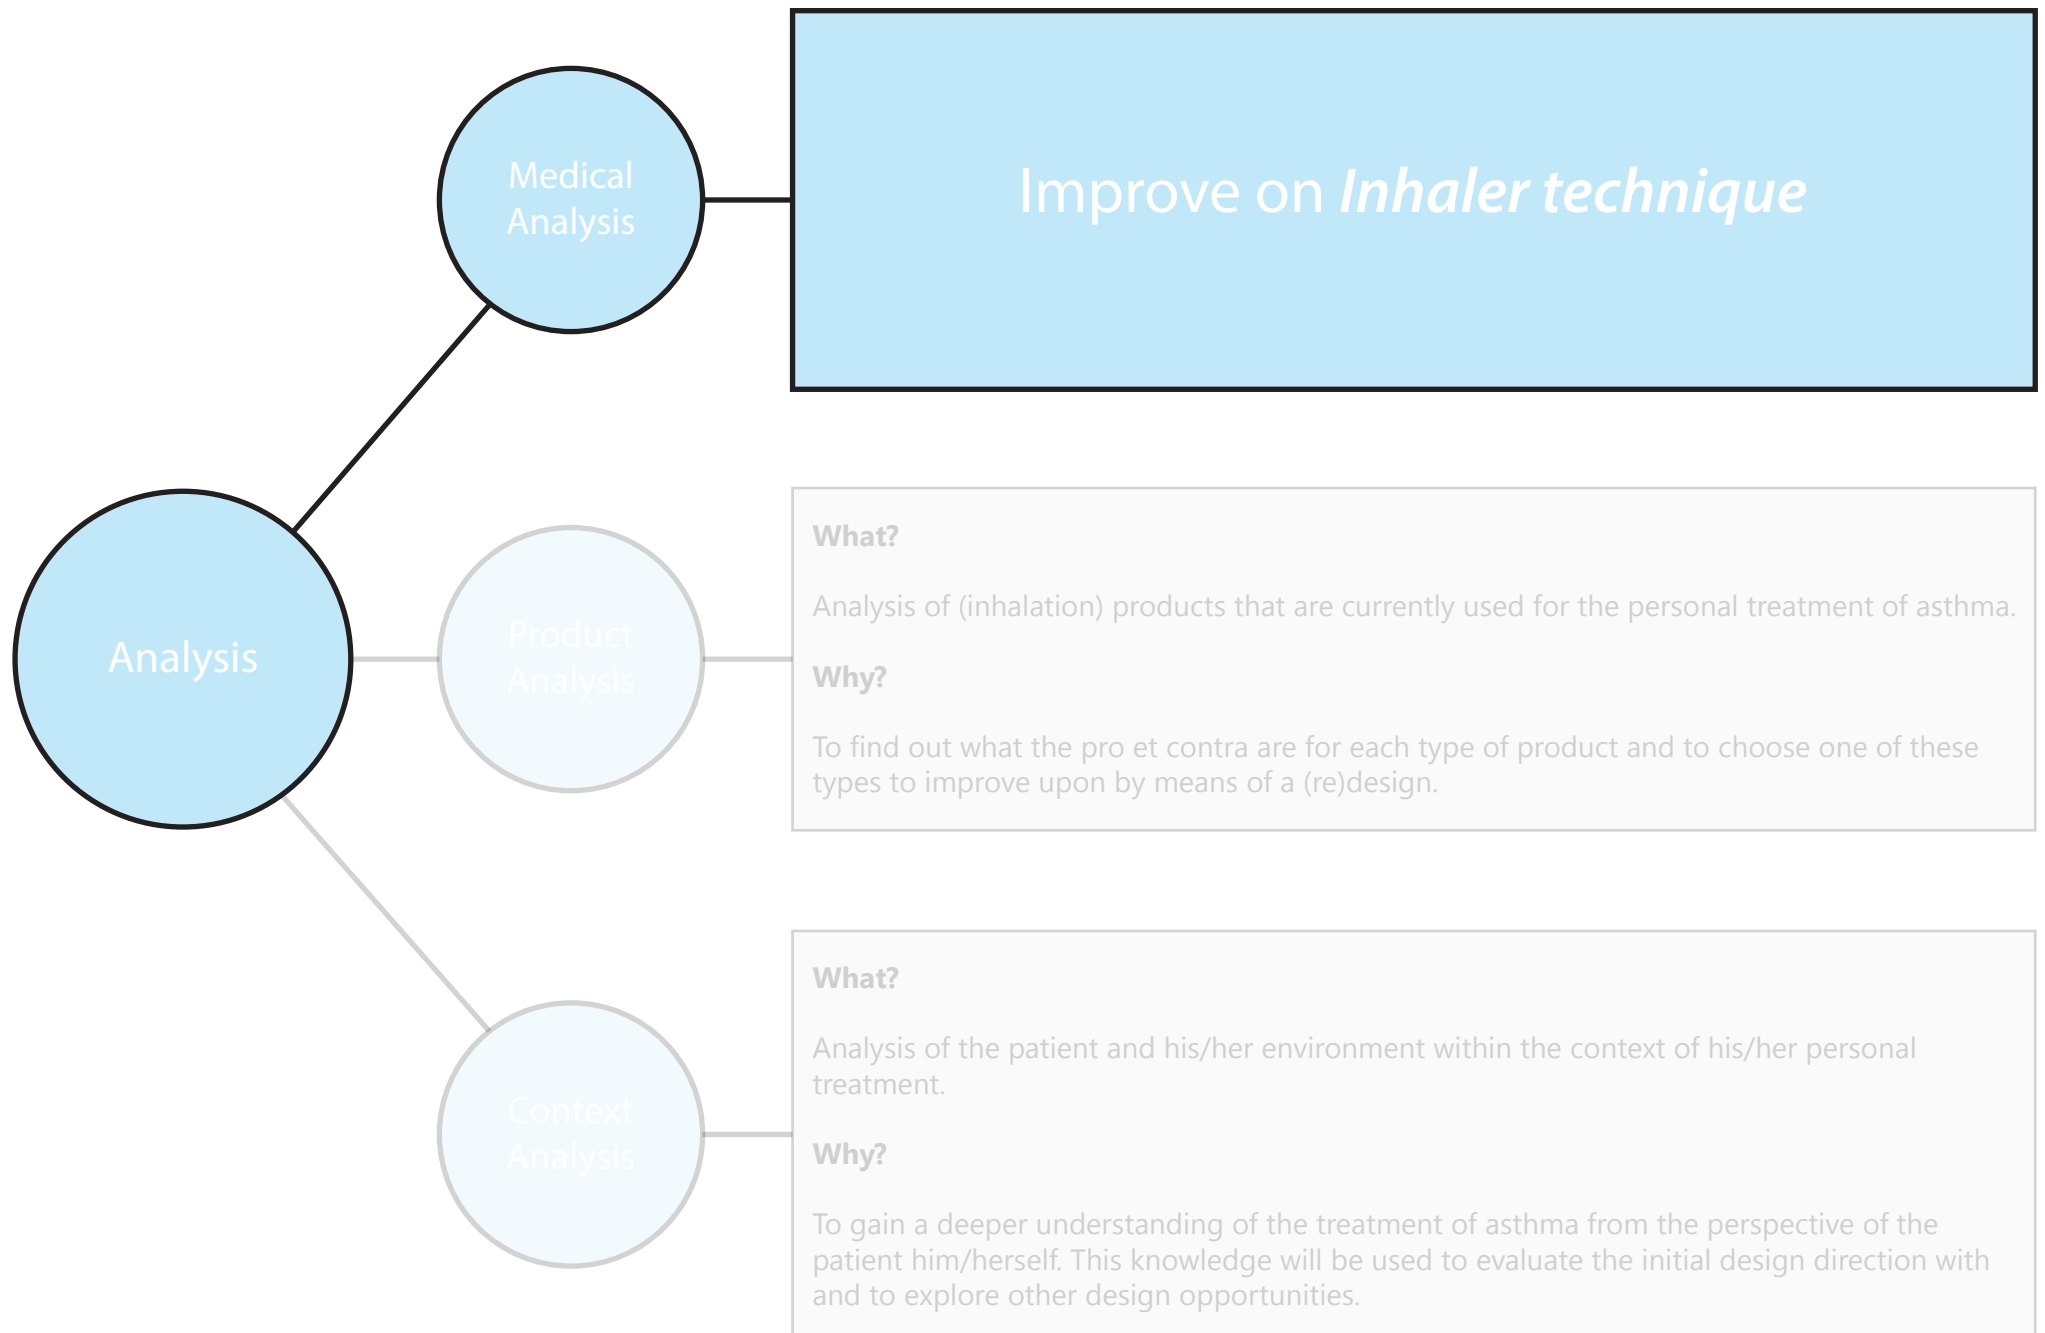 Medical
Analysis
Improve on Inhaler technique
Analysis
Product
Analysis
What?
Analysis of (inhalation) products that are currently used for the personal treatment of asthma.
Why?
To find out what the pro et contra are for each type of product and to choose one of these
types to improve upon by means of a (re)design.
Context
Analysis
What?
Analysis of the patient and his/her environment within the context of his/her personal
treatment.
Why?
To gain a deeper understanding of the treatment of asthma from the perspective of the
patient him/herself. This knowledge will be used to evaluate the initial design direction with
and to explore other design opportunities.